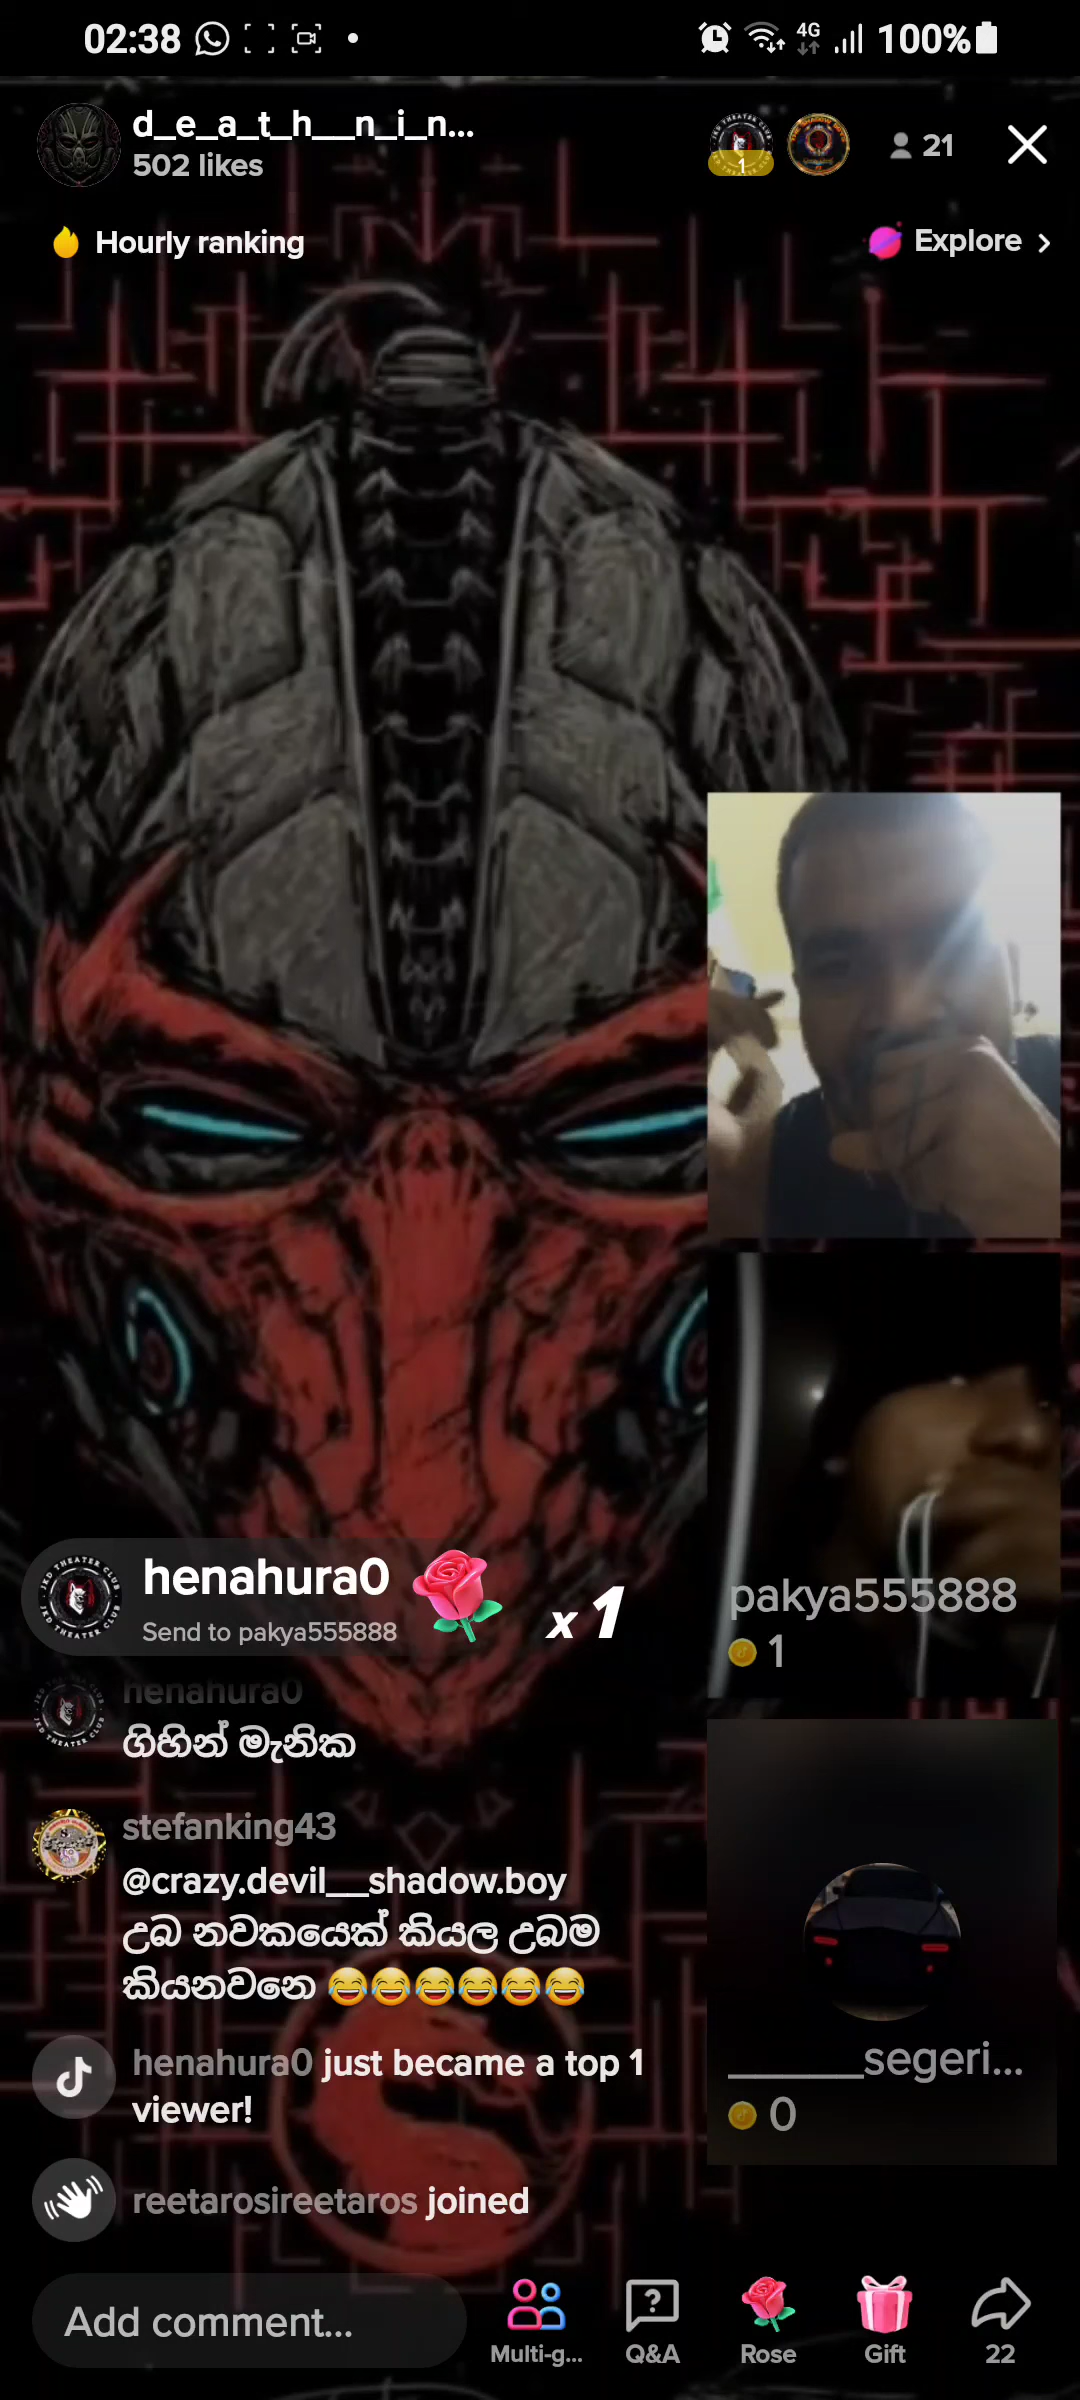 02:38
4G
100%
d_e_a_t_h__n_i_n...
502 likes
1
21
Hourly ranking
Explore >
henahura0
Send to pakya555888
x 1
pakya555888
1
henahura0
ගිහින් මැනික
stefanking43
@crazy.devil__shadow.boy
උබ නවකයෙක් කියල උබම
කියනවනෙ 😂😂😂😂😂😂
henahura0 just became a top 1
viewer!
______segeri...
0
reetarosireetaros joined
Add comment...
Multi-g...
Q&A
Rose
Gift
22